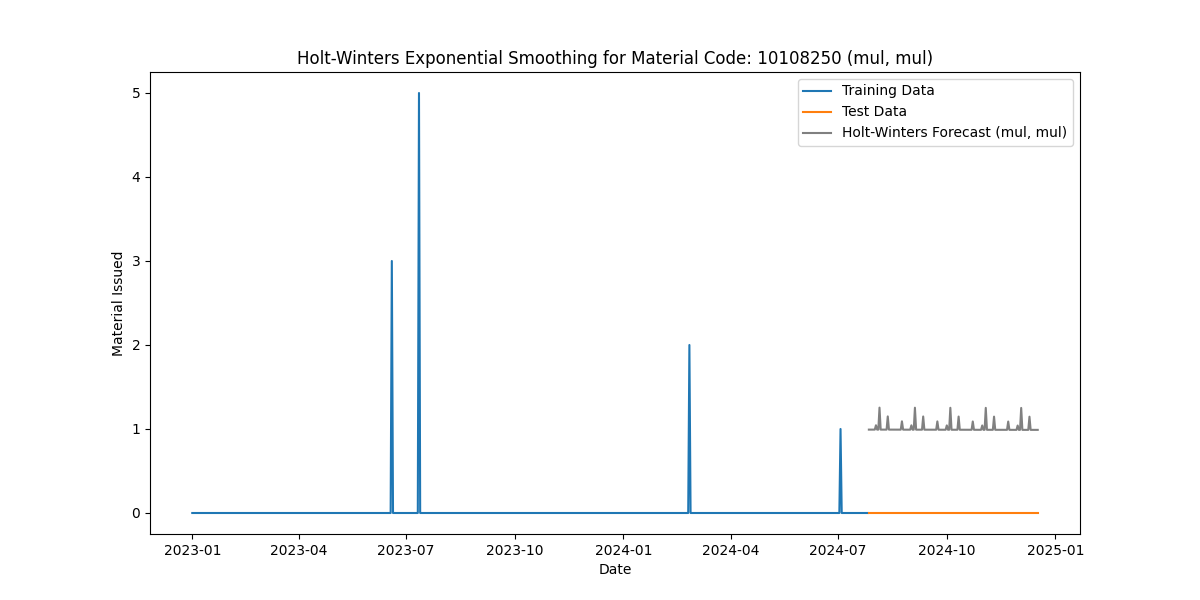 Holt-Winters Exponential Smoothing for Material Code: 10108250 (mul, mul)
Training Data
Test Data
Holt-Winters Forecast (mul, mul)
Material Issued
5
4
3
2
1
0
2023-01
2023-04
2023-07
2023-10
2024-01
2024-04
2024-07
2024-10
2025-01
Date